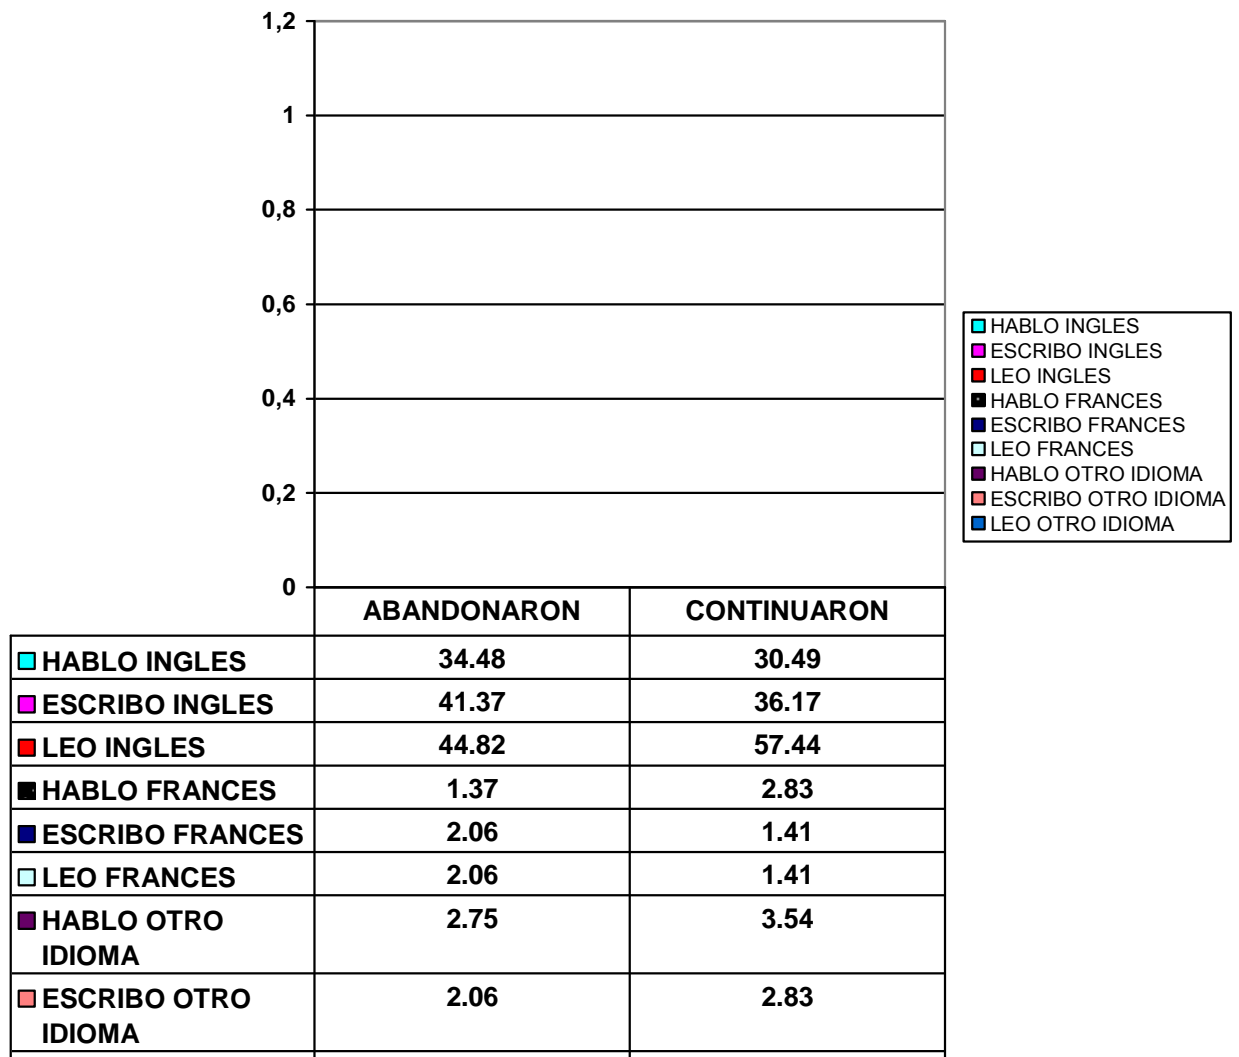 1,2
1
0,8
0,6
0,4
0,2
0
HABLO INGLES
ESCRIBO INGLES
LEO INGLES
HABLO FRANCES
ESCRIBO FRANCES
LEO FRANCES
HABLO OTRO IDIOMA
ESCRIBO OTRO IDIOMA
LEO OTRO IDIOMA
ABANDONARON CONTINUARON
HABLO INGLES 34.48 30.49
ESCRIBO INGLES 41.37 36.17
LEO INGLES 44.82 57.44
HABLO FRANCES 1.37 2.83
ESCRIBO FRANCES 2.06 1.41
LEO FRANCES 2.06 1.41
HABLO OTRO 2.75 3.54
IDIOMA
ESCRIBO OTRO 2.06 2.83
IDIOMA